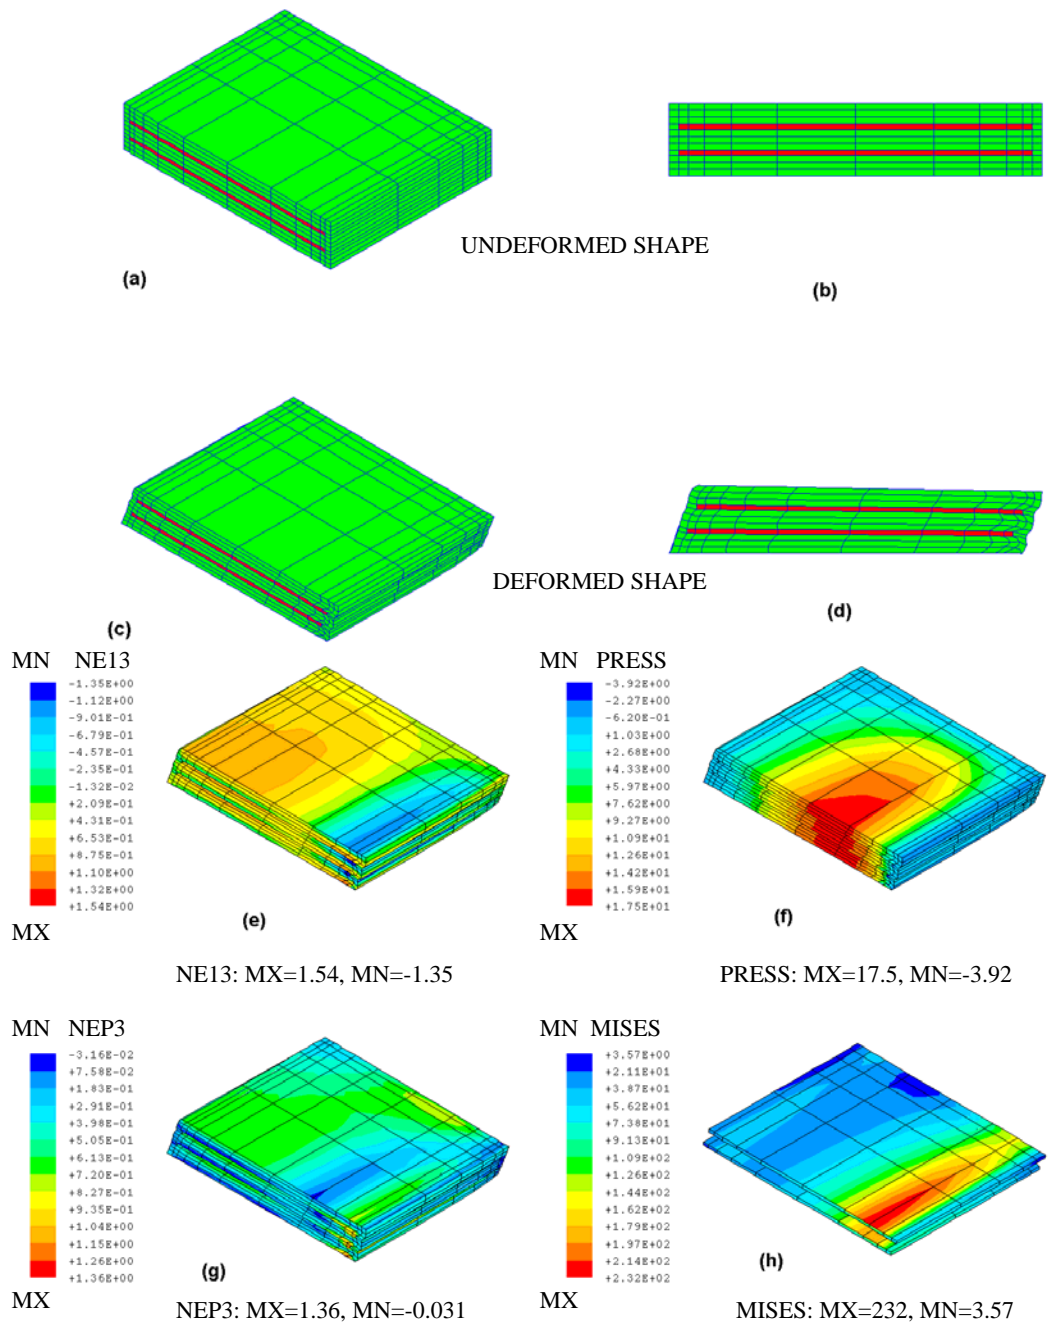 UNDEFORMED SHAPE
(a)
(b)
DEFORMED SHAPE
(c)
(d)
MN NE13
-1.35E+00
-1.12E+00
-9.01E-01
-6.79E-01
-4.57E-01
-2.35E-01
-1.32E-02
+2.09E-01
+4.31E-01
+6.53E-01
+8.75E-01
+1.10E+00
+1.32E+00
+1.54E+00
MX
(e)
NE13: MX=1.54, MN=-1.35
MN PRESS
-3.92E+00
-2.27E+00
-6.20E-01
+1.03E+00
+2.68E+00
+4.33E+00
+5.97E+00
+7.62E+00
+9.27E+00
+1.09E+01
+1.26E+01
+1.42E+01
+1.59E+01
+1.75E+01
MX
(f)
PRESS: MX=17.5, MN=-3.92
MN NEP3
-3.16E-02
+7.58E-02
+1.83E-01
+2.91E-01
+3.98E-01
+5.05E-01
+6.13E-01
+7.20E-01
+8.27E-01
+9.35E-01
+1.04E+00
+1.15E+00
+1.26E+00
+1.36E+00
MX
(g)
NEP3: MX=1.36, MN=-0.031
MN MISES
+3.57E+00
+2.11E+01
+3.87E+01
+5.62E+01
+7.38E+01
+9.13E+01
+1.09E+02
+1.26E+02
+1.44E+02
+1.62E+02
+1.79E+02
+1.97E+02
+2.14E+02
+2.32E+02
MX
(h)
MISES: MX=232, MN=3.57